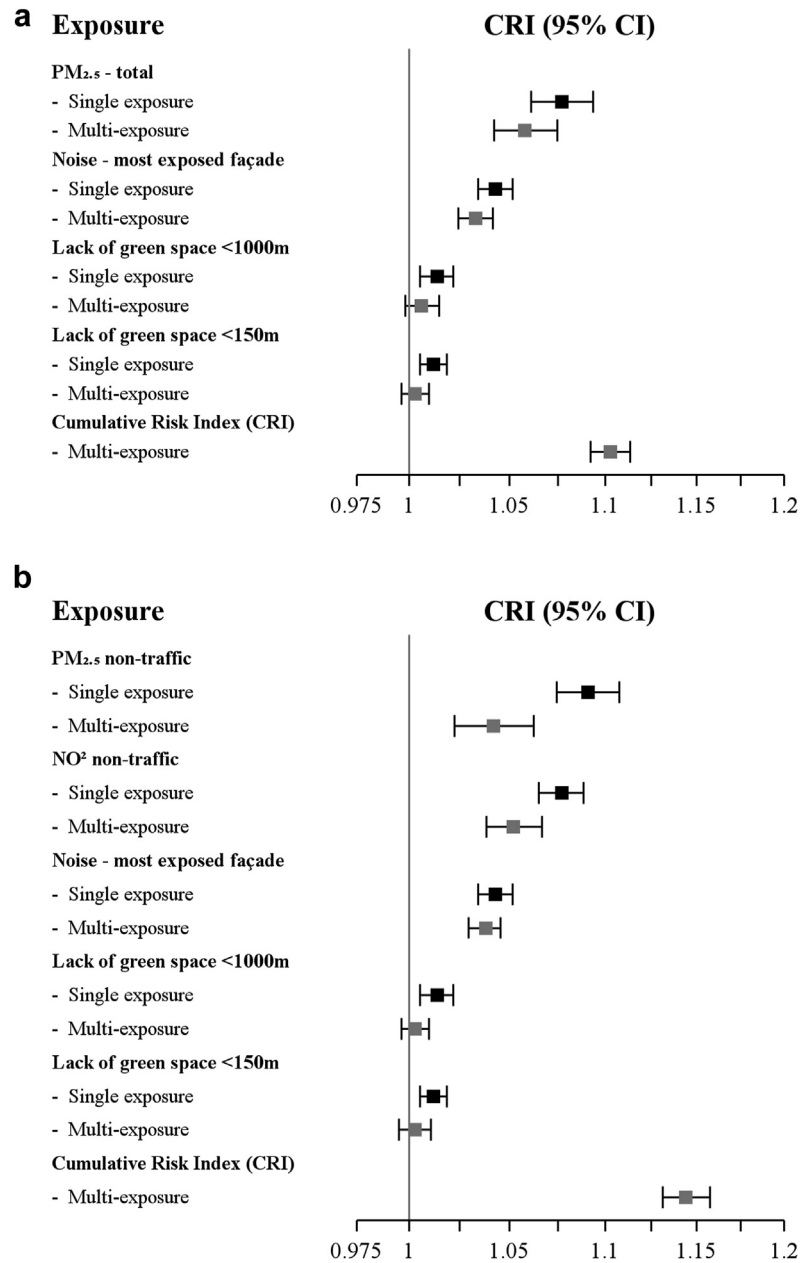 a
Exposure CRI (95% CI)
PM₂.₅ - total
- Single exposure
- Multi-exposure
Noise - most exposed façade
- Single exposure
- Multi-exposure
Lack of green space <1000m
- Single exposure
- Multi-exposure
Lack of green space <150m
- Single exposure
- Multi-exposure
Cumulative Risk Index (CRI)
- Multi-exposure
0.975 1 1.05 1.1 1.15 1.2
b
Exposure CRI (95% CI)
PM₂.₅ non-traffic
- Single exposure
- Multi-exposure
NO² non-traffic
- Single exposure
- Multi-exposure
Noise - most exposed façade
- Single exposure
- Multi-exposure
Lack of green space <1000m
- Single exposure
- Multi-exposure
Lack of green space <150m
- Single exposure
- Multi-exposure
Cumulative Risk Index (CRI)
- Multi-exposure
0.975 1 1.05 1.1 1.15 1.2